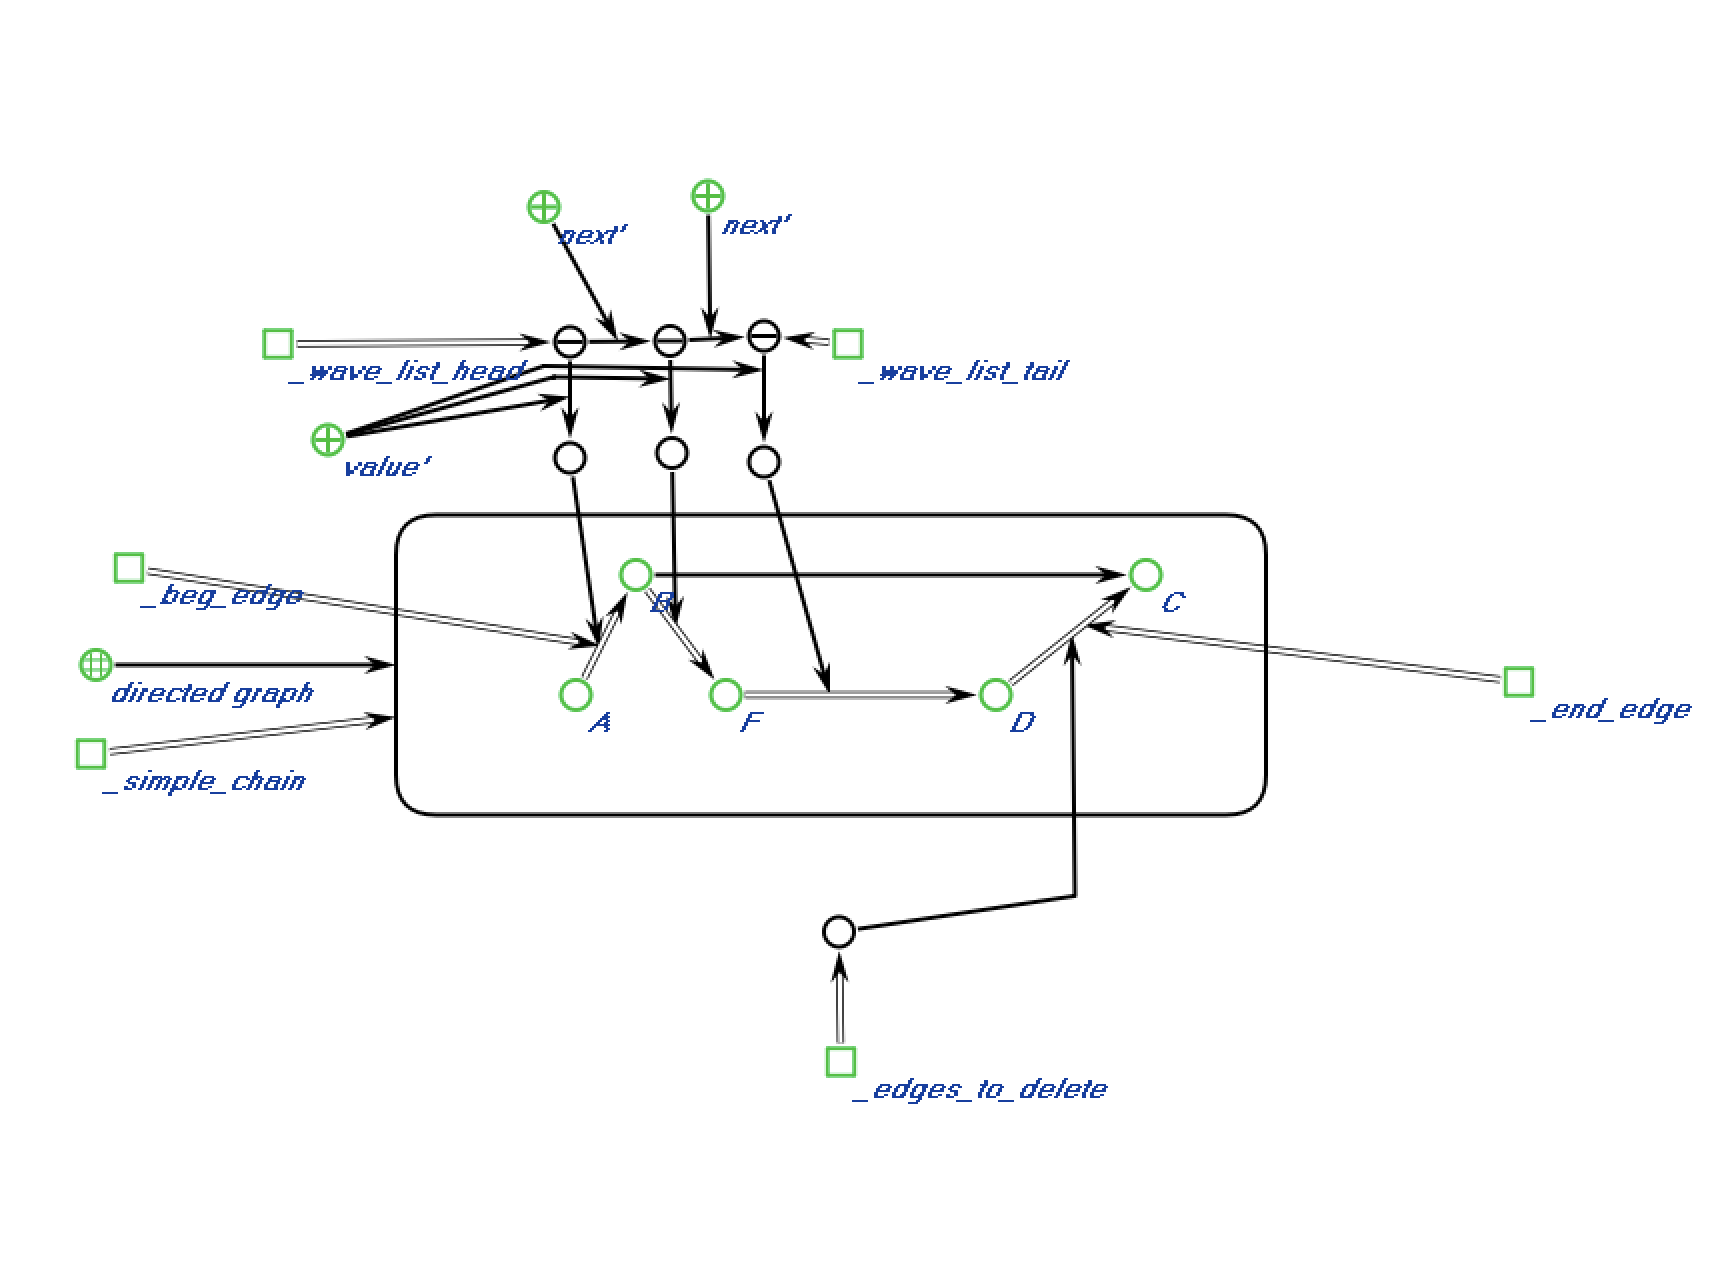 next'
next'
_wave_list_head
_wave_list_tail
value'
_beg_edge
B
C
directed graph
A
F
D
_end_edge
_simple_chain
_edges_to_delete